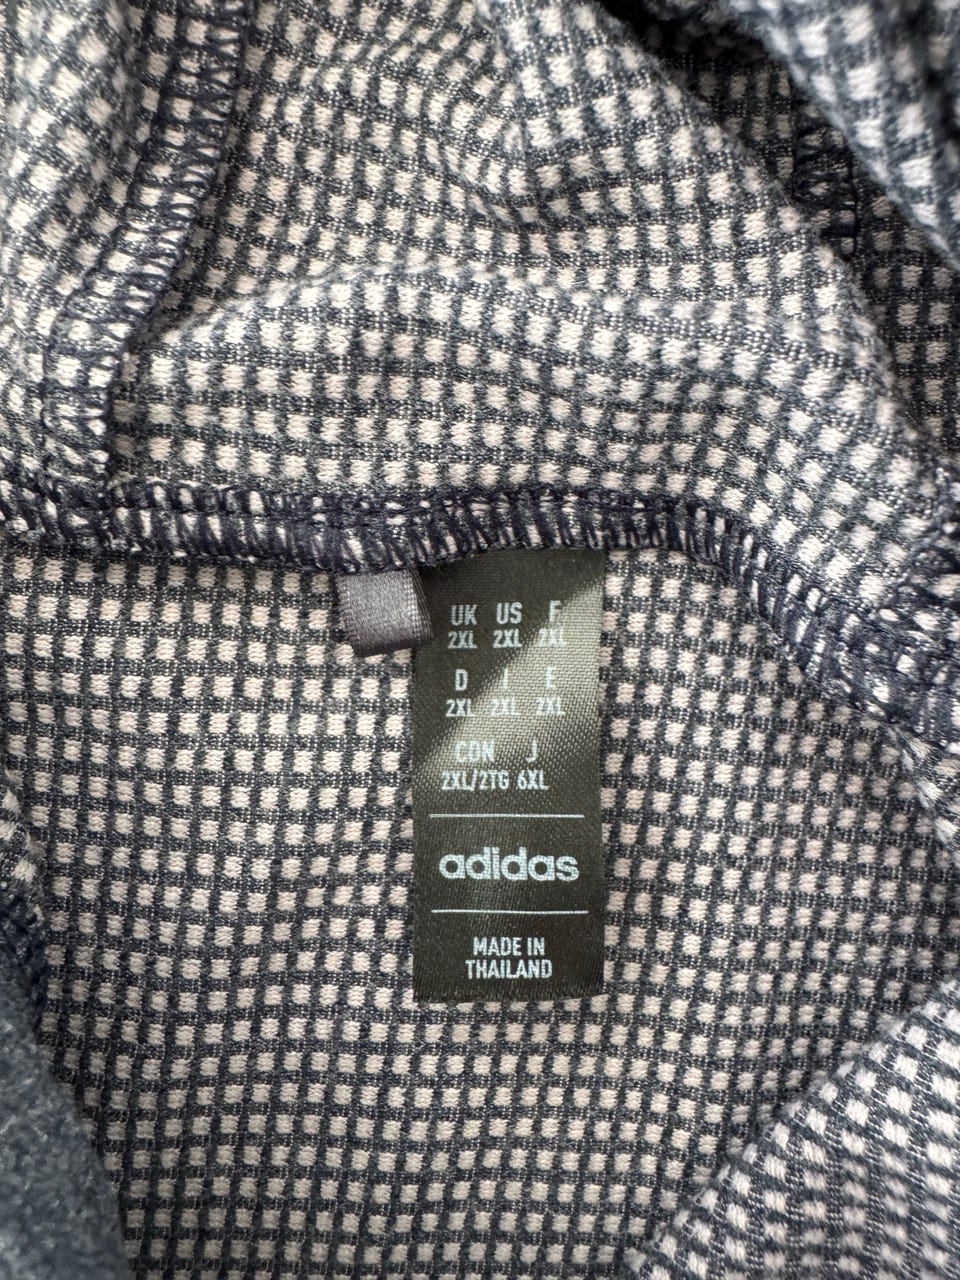 UK US F
2XL 2XL 2XL
D I E
2XL 2XL 2XL
CDN J
2XL/2TG 6XL
adidas
MADE IN
THAILAND